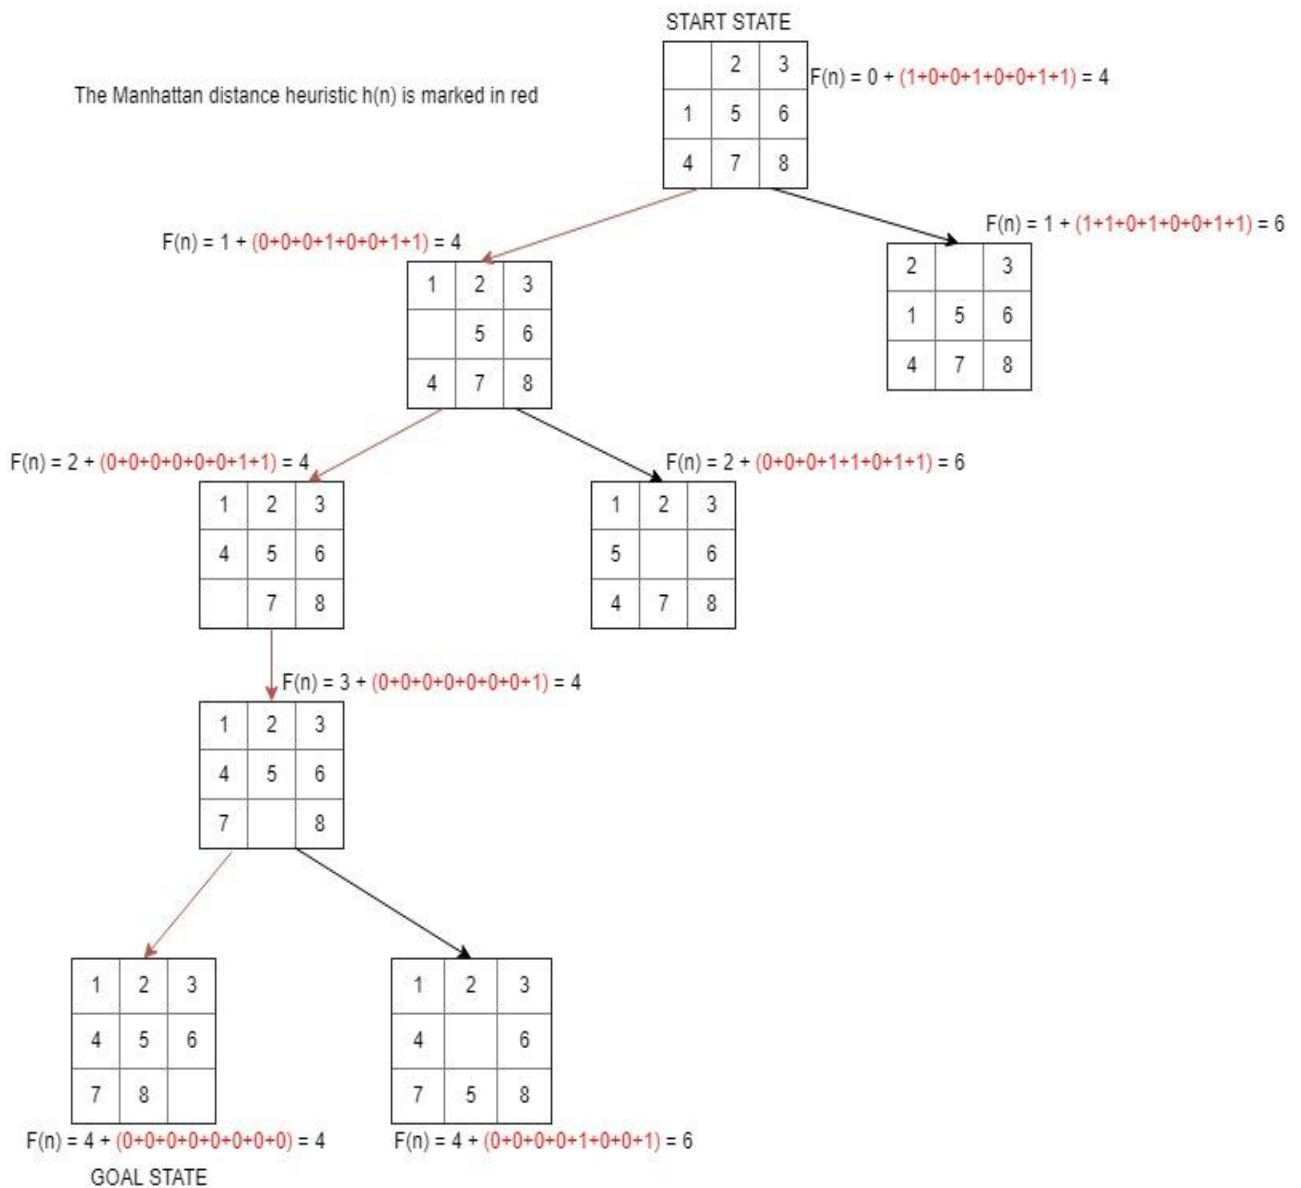 START STATE
2 3
F(n) = 0 + (1+0+0+1+0+0+1+1) = 4
The Manhattan distance heuristic h(n) is marked in red
1 5 6
4 7 8
F(n) = 1 + (0+0+0+1+0+0+1+1) = 4
1 2 3
5 6
4 7 8
F(n) = 1 + (1+1+0+1+0+0+1+1) = 6
2 3
1 5 6
4 7 8
F(n) = 2 + (0+0+0+0+0+0+1+1) = 4
1 2 3
4 5 6
7 8
F(n) = 2 + (0+0+0+1+1+0+1+1) = 6
1 2 3
5 6
4 7 8
F(n) = 3 + (0+0+0+0+0+0+0+1) = 4
1 2 3
4 5 6
7 8
1 2 3
4 5 6
7 8
F(n) = 4 + (0+0+0+0+0+0+0+0) = 4
GOAL STATE
1 2 3
4 6
7 5 8
F(n) = 4 + (0+0+0+0+1+0+0+1) = 6